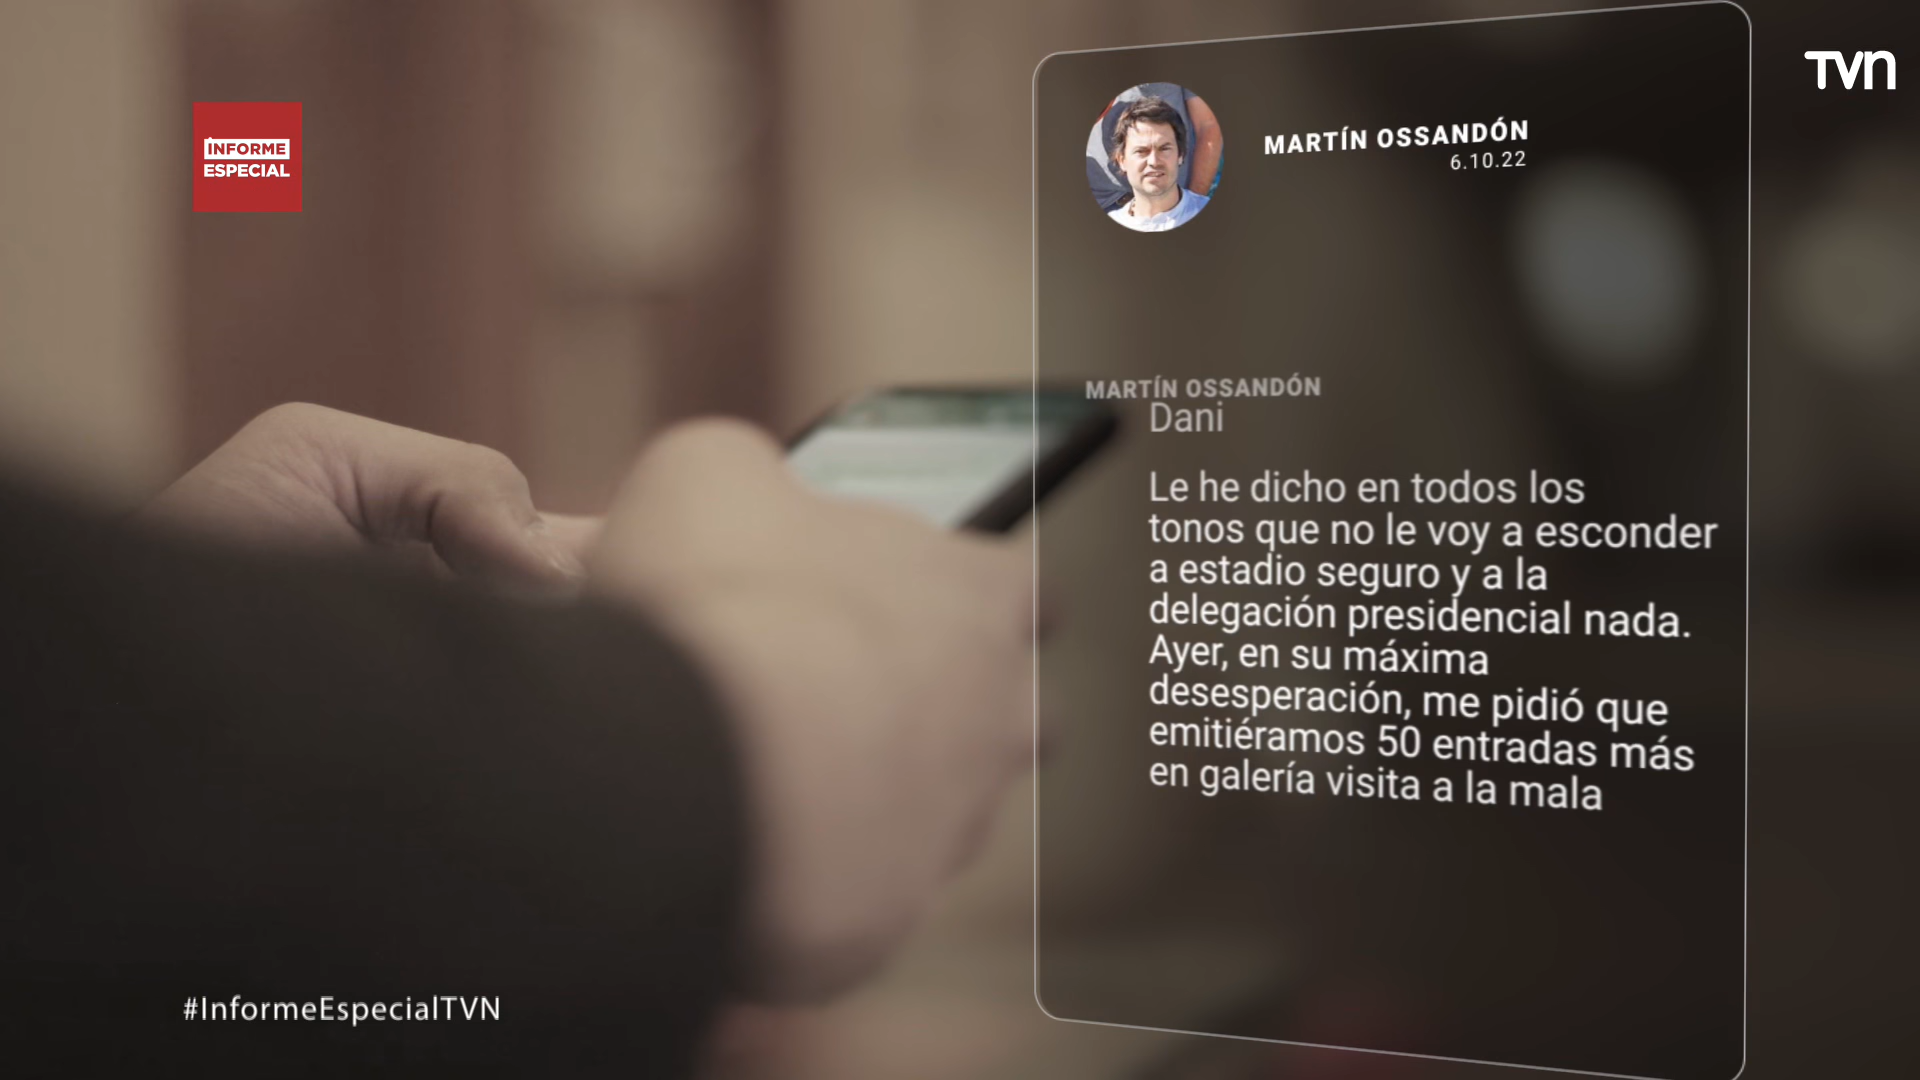 TVN
INFORME
ESPECIAL
MARTÍN OSSANDÓN
6.10.22
MARTÍN OSSANDÓN
Dani
Le he dicho en todos los
tonos que no le voy a esconder
a estadio seguro y a la
delegación presidencial nada.
Ayer, en su máxima
desesperación, me pidió que
emitiéramos 50 entradas más
en galería visita a la mala
#InformeEspecialTVN